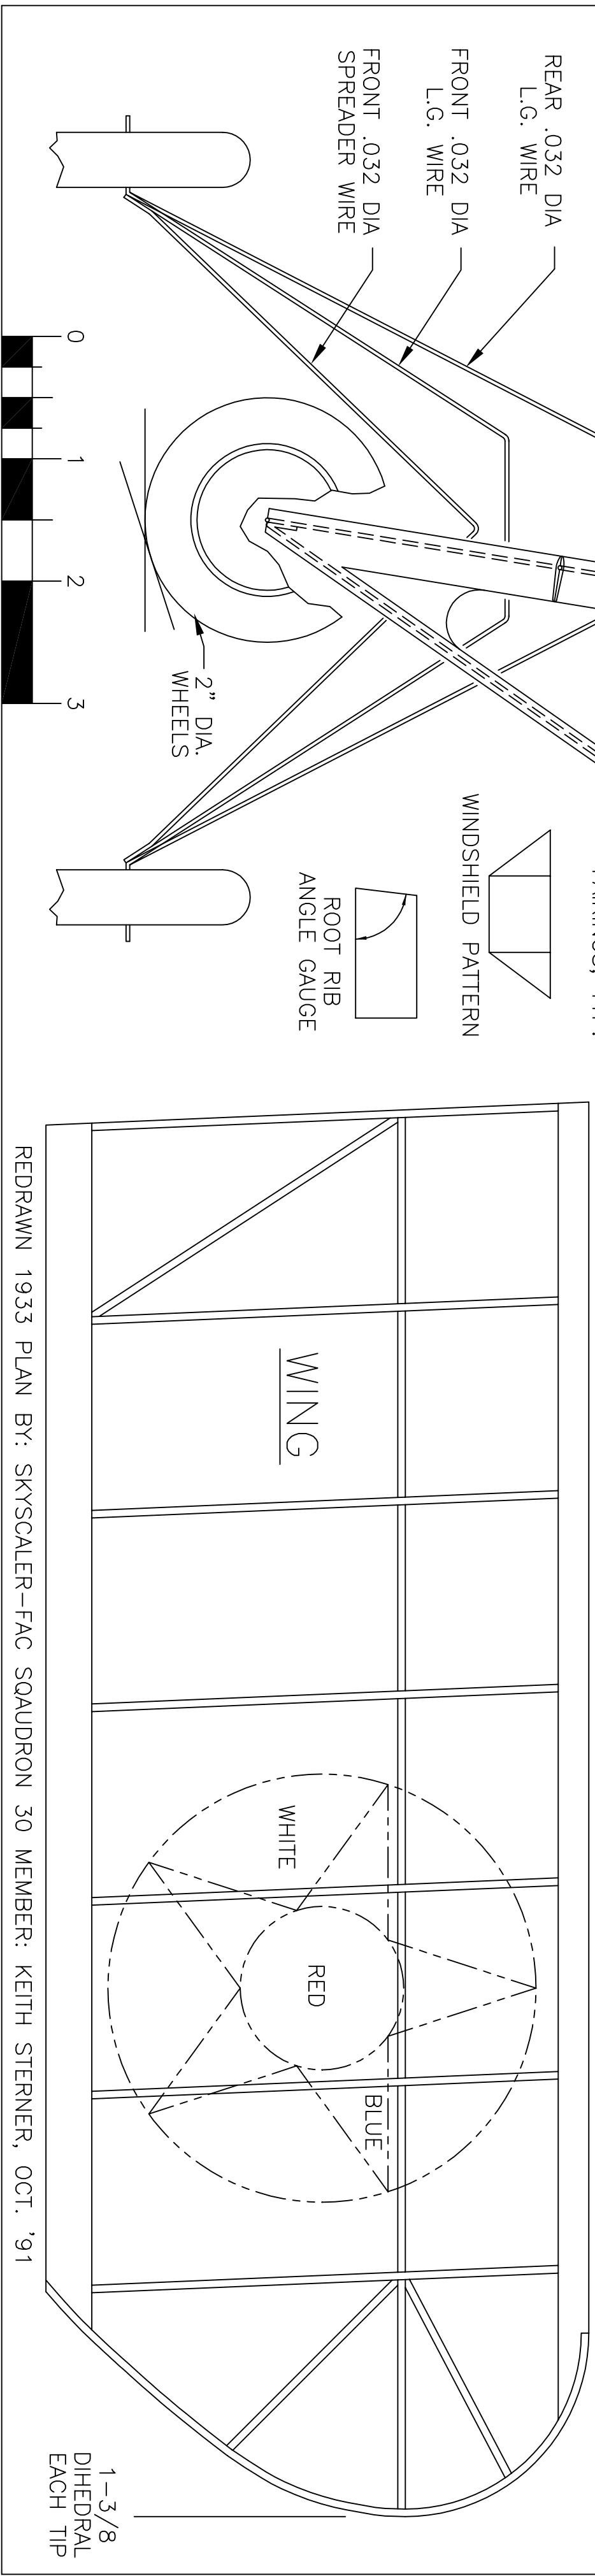 REAR .032 DIA
L.G. WIRE
FRONT .032 DIA
L.G. WIRE
FRONT .032 DIA
SPREADER WIRE
0
1
2
3
2" DIA.
WHEELS
WINDSHIELD PATTERN
ROOT RIB
ANGLE GAUGE
WING
WHITE
RED
BLUE
1-3/8
DIHEDRAL
EACH TIP
REDRAWN 1933 PLAN BY: SKYSCALER-FAC SQAUDRON 30 MEMBER: KEITH STERNER, OCT. '91